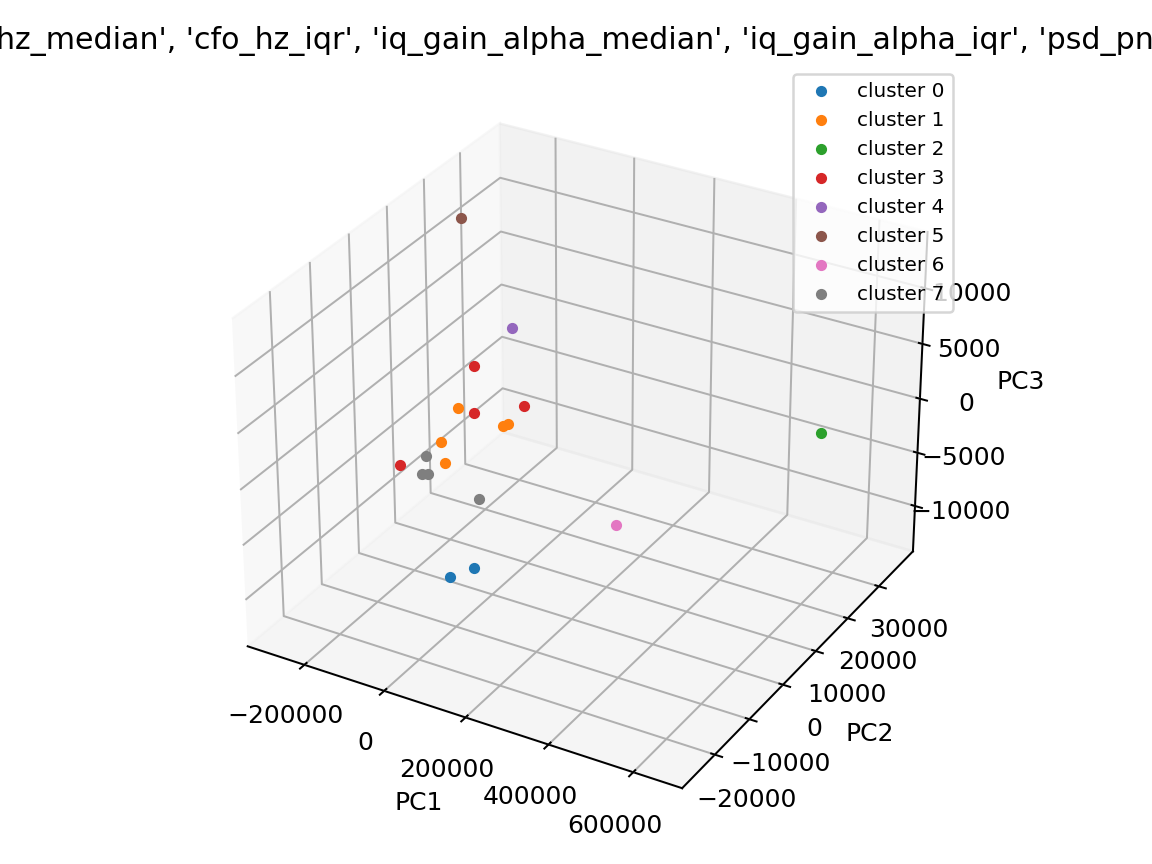 hz_median', 'cfo_hz_iqr', 'iq_gain_alpha_median', 'iq_gain_alpha_iqr', 'psd_pn
cluster 0
cluster 1
cluster 2
cluster 3
cluster 4
cluster 5
cluster 6
cluster 7
10000
5000
PC3
0
−5000
−10000
30000
20000
10000
0
PC2
−10000
−20000
−200000
0
200000
PC1
400000
600000